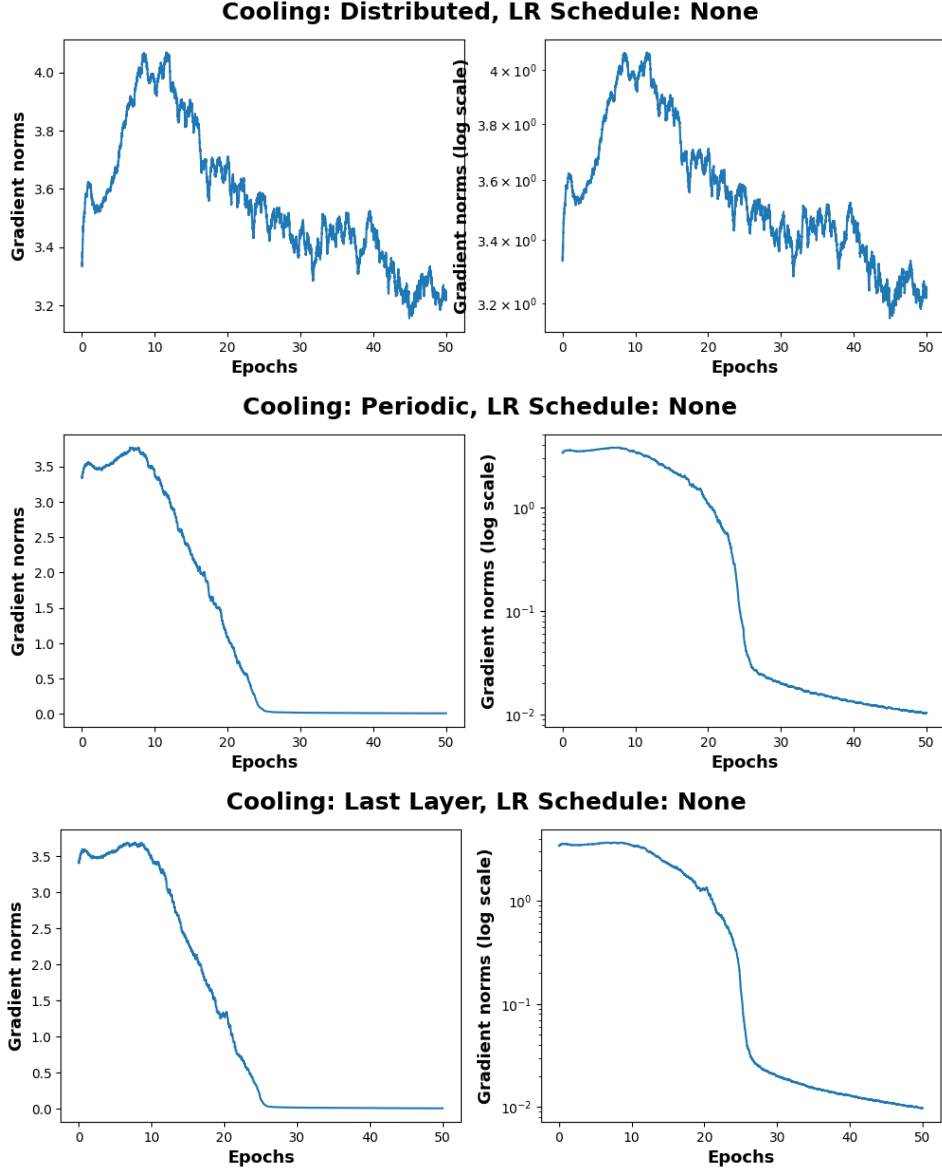 Cooling: Distributed, LR Schedule: None
Gradient norms
4.0
3.8
3.6
3.4
3.2
0 10 20 30 40 50
Epochs
Gradient norms (log scale)
4 × 10⁰
3.8 × 10⁰
3.6 × 10⁰
3.4 × 10⁰
3.2 × 10⁰
0 10 20 30 40 50
Epochs
Cooling: Periodic, LR Schedule: None
Gradient norms
3.5
3.0
2.5
2.0
1.5
1.0
0.5
0.0
0 10 20 30 40 50
Epochs
Gradient norms (log scale)
10⁰
10⁻¹
10⁻²
0 10 20 30 40 50
Epochs
Cooling: Last Layer, LR Schedule: None
Gradient norms
3.5
3.0
2.5
2.0
1.5
1.0
0.5
0.0
0 10 20 30 40 50
Epochs
Gradient norms (log scale)
10⁰
10⁻¹
10⁻²
0 10 20 30 40 50
Epochs